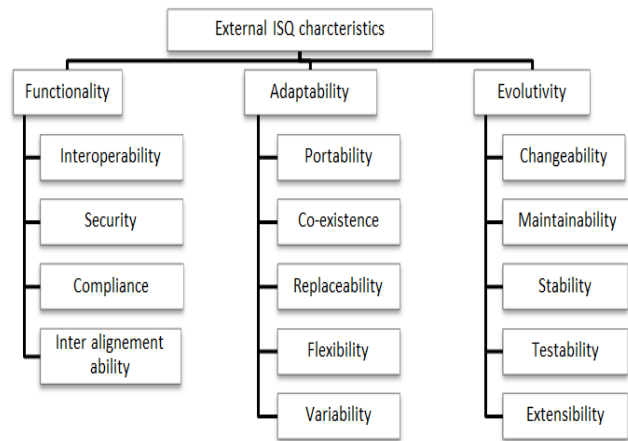 External ISQ charcteristics
Functionality
Adaptability
Evolutivity
Interoperability
Security
Compliance
Inter alignement
ability
Portability
Co-existence
Replaceability
Flexibility
Variability
Changeability
Maintainability
Stability
Testability
Extensibility